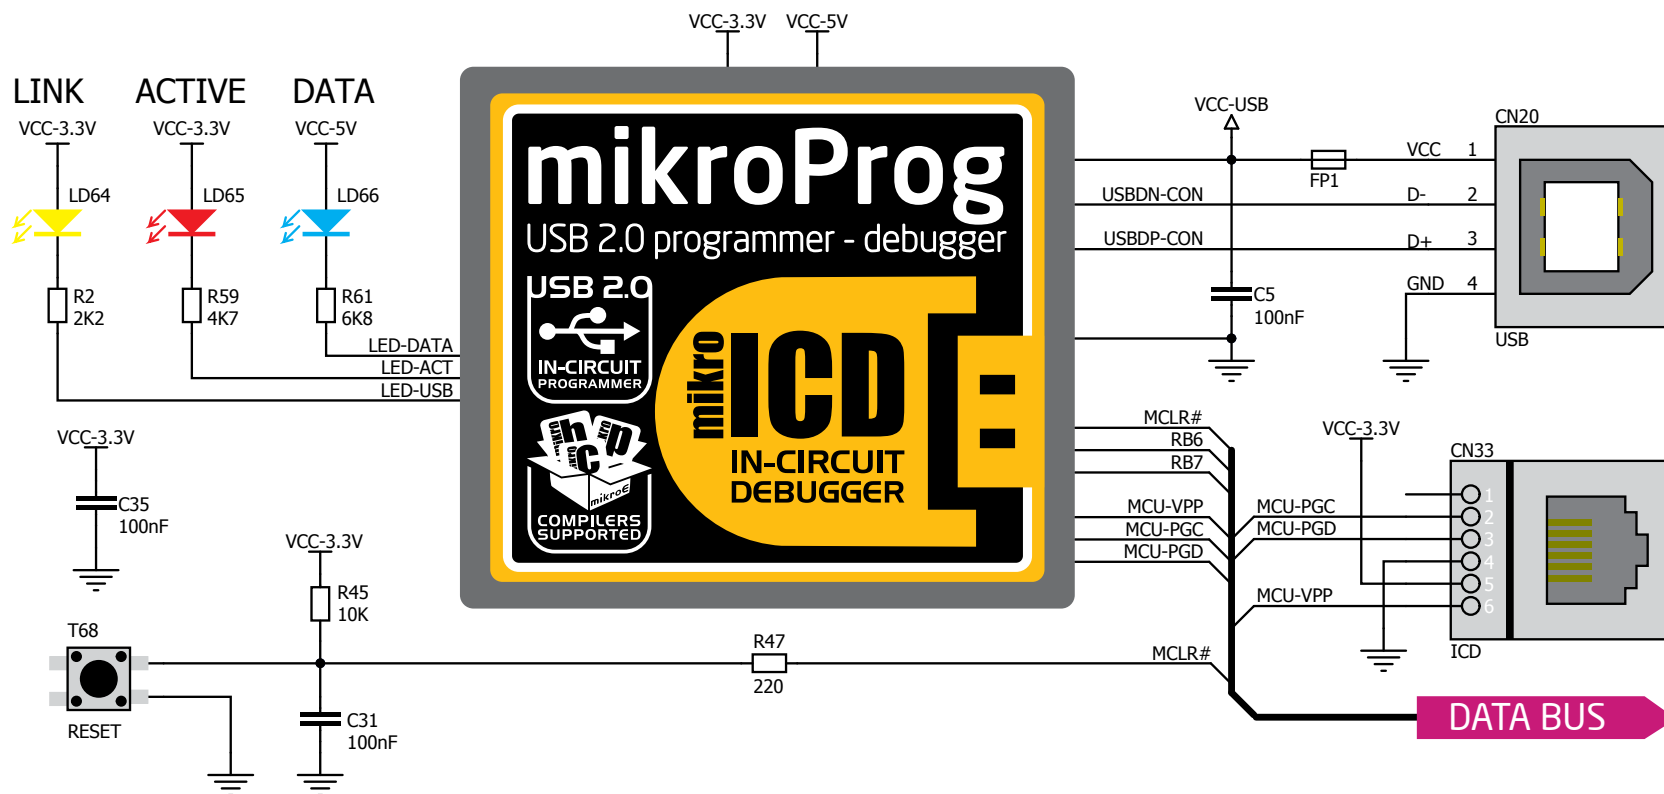 VCC-3.3V VCC-5V
LINK ACTIVE DATA
VCC-3.3V VCC-3.3V VCC-5V
LD64 LD65 LD66
R2 R59 R61
2K2 4K7 6K8
LED-DATA
LED-ACT
LED-USB
mikroProg
USB 2.0 programmer - debugger
USB 2.0
IN-CIRCUIT
PROGRAMMER
mikro
ICD
IN-CIRCUIT
DEBUGGER
h
p
c
mikroE
COMPILERS
SUPPORTED
VCC-USB
CN20
VCC 1
FP1
USBDN-CON D- 2
USBDP-CON D+ 3
GND 4
C5
100nF
USB
VCC-3.3V
C35
100nF
VCC-3.3V
R45
10K
T68
RESET
C31
100nF
R47
220
MCLR#
RB6
RB7
MCU-VPP
MCU-PGC
MCU-PGD
MCLR#
VCC-3.3V
CN33
1
MCU-PGC 2
MCU-PGD 3
4
5
MCU-VPP 6
ICD
DATA BUS